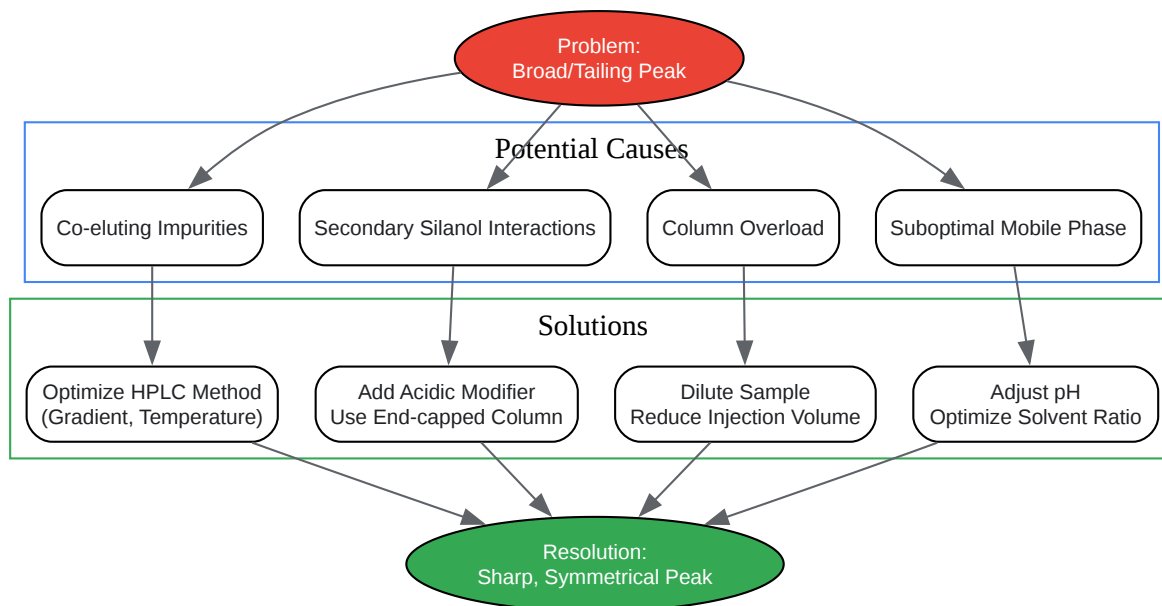 Problem:
Broad/Tailing Peak
Potential Causes
Co-eluting Impurities
Secondary Silanol Interactions
Column Overload
Suboptimal Mobile Phase
Solutions
Optimize HPLC Method
(Gradient, Temperature)
Add Acidic Modifier
Use End-capped Column
Dilute Sample
Reduce Injection Volume
Adjust pH
Optimize Solvent Ratio
Resolution:
Sharp, Symmetrical Peak